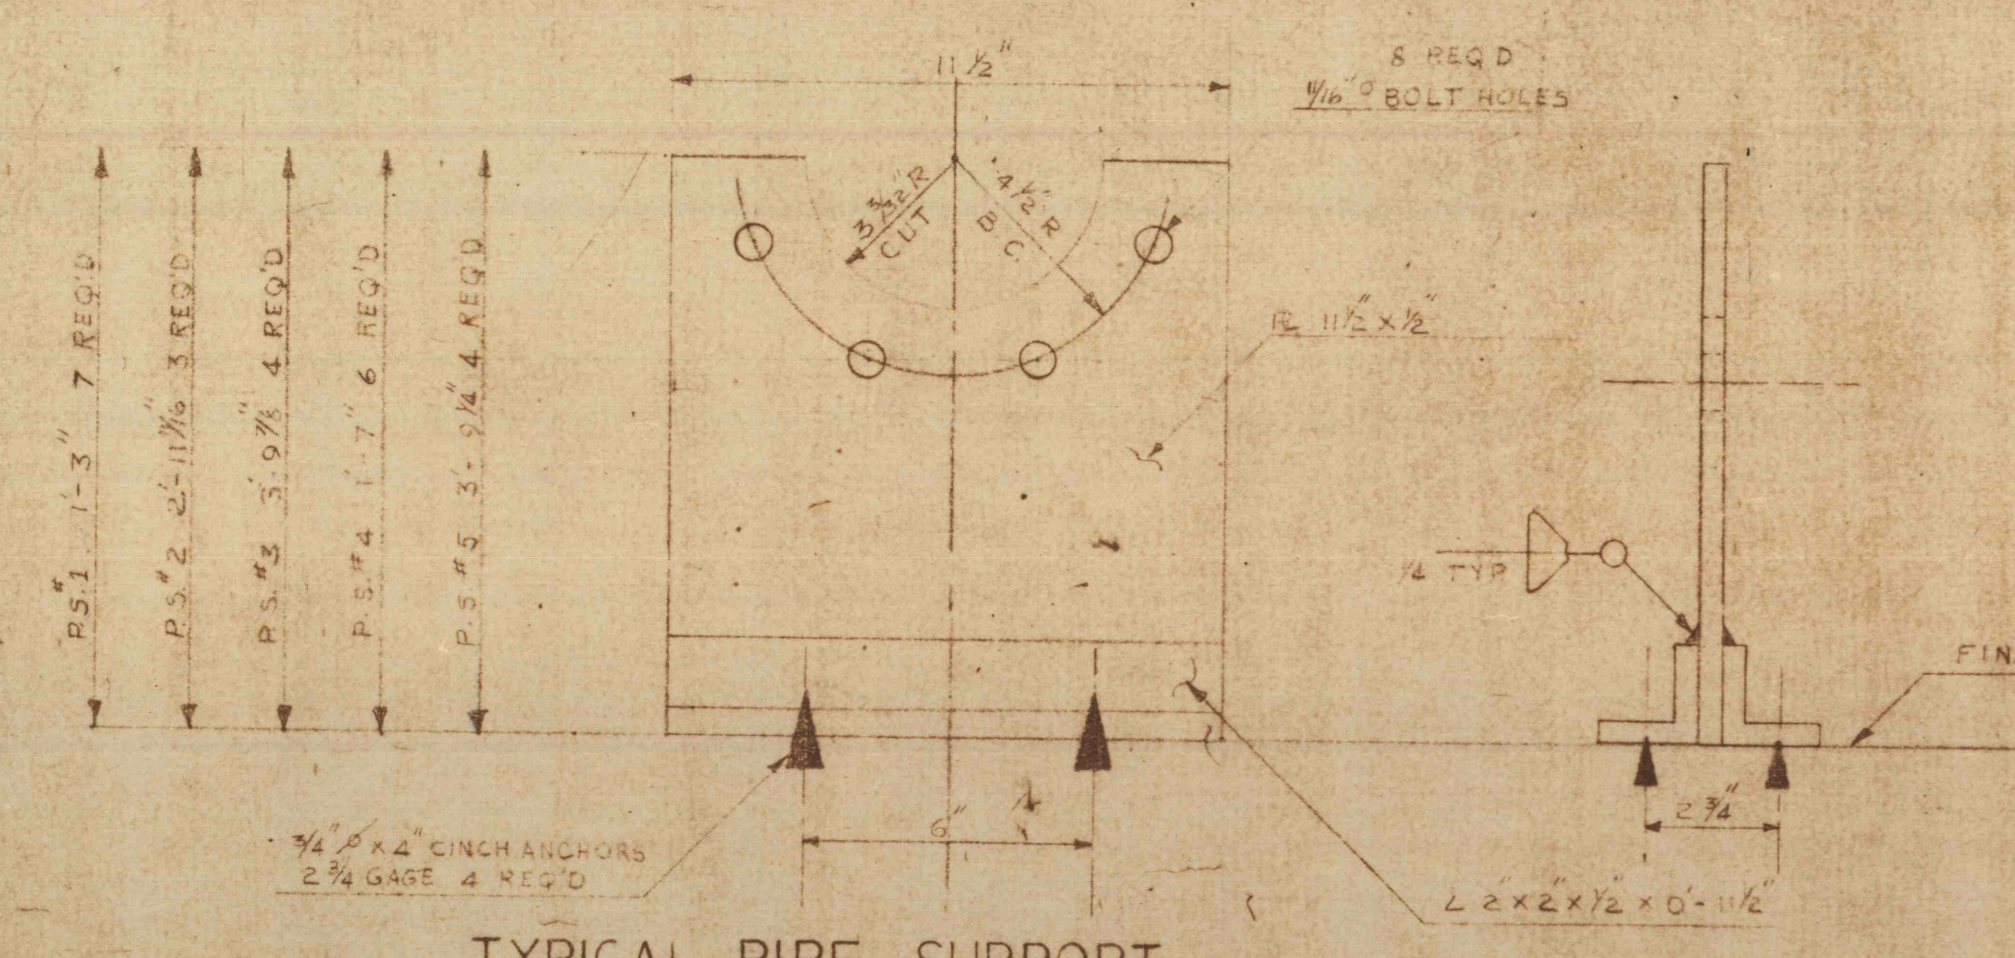 11 1/2"
8 REQ'D
11/16" Ø BOLT HOLES
3 3/32" R
CUT
4 1/2" R
B.C.
P.S.#1 1'-3" 7 REQ'D
P.S.#2 2'-11 11/16" 3 REQ'D
P.S.#3 3'-9 7/8" 4 REQ'D
P.S.#4 1'-7" 6 REQ'D
P.S.#5 3'-9 1/4" 4 REQ'D
PL 11 1/2" x 1/2"
1/4 TYP
FIN
3/4" Ø x 4" CINCH ANCHORS
2 3/4 GAGE 4 REQ'D
6"
2 3/4"
L 2" x 2" x 1/2" x 0'-11 1/2"
TYPICAL PIPE SUPPORT